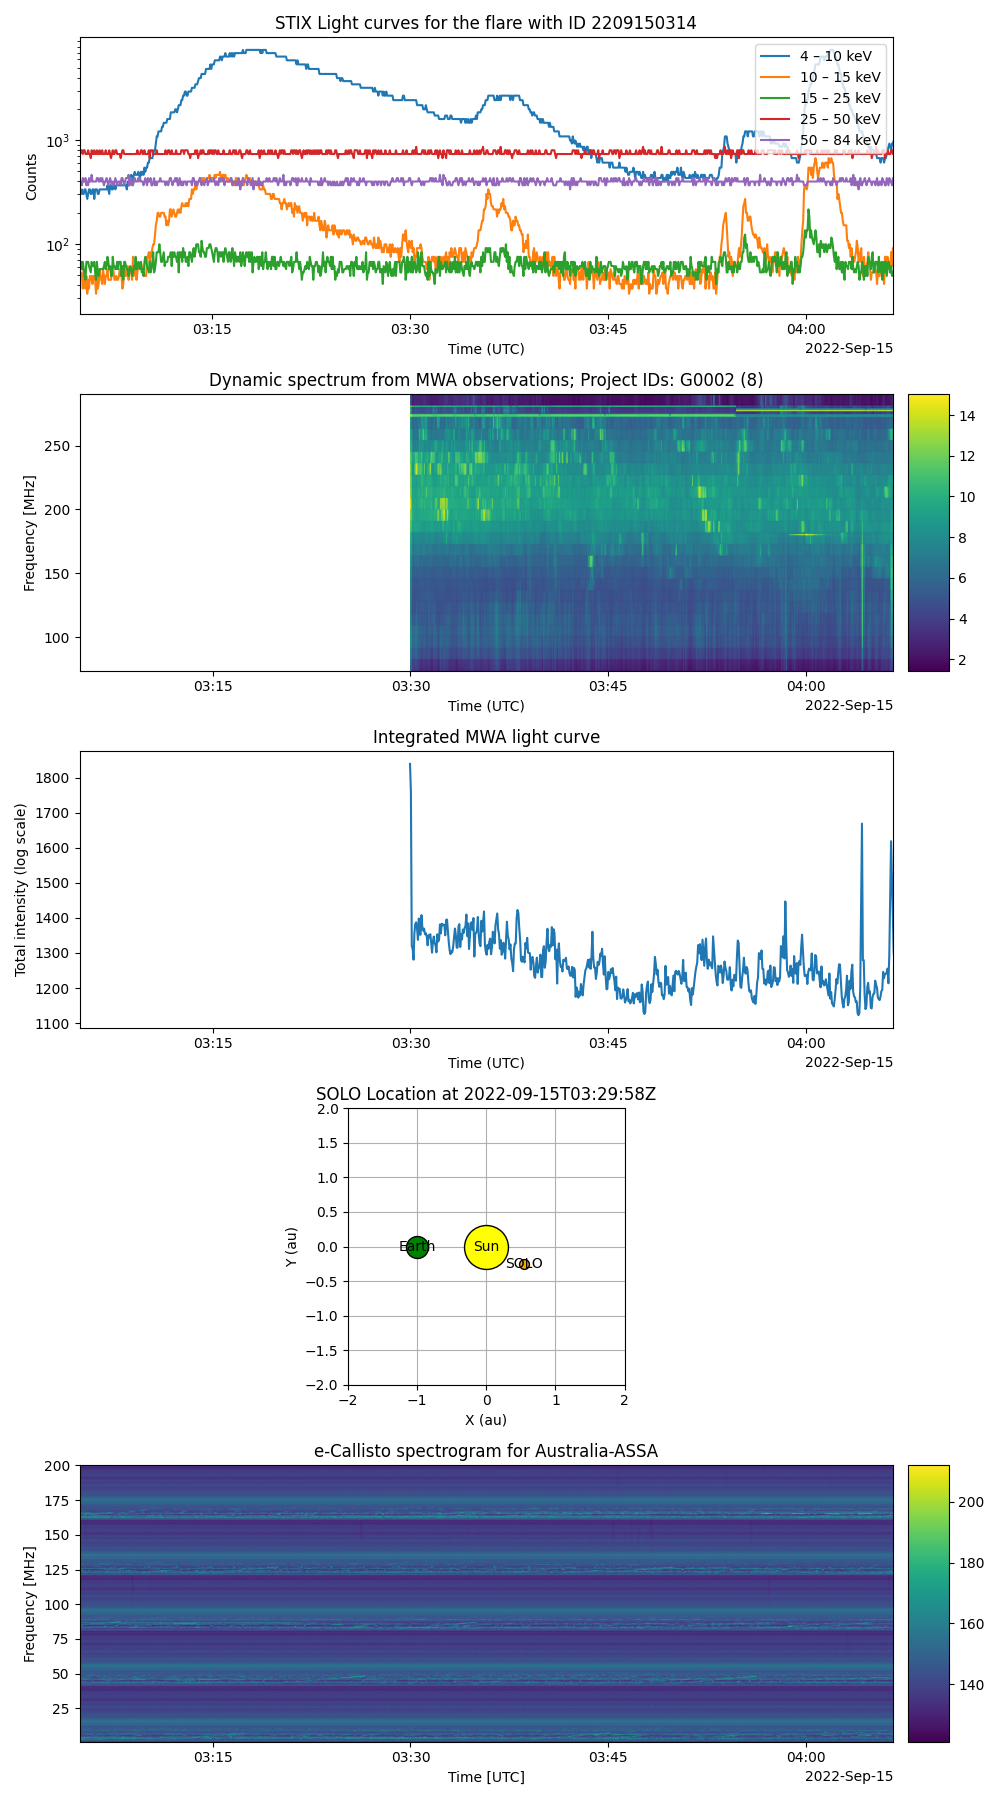 STIX Light curves for the flare with ID 2209150314
10³
10²
Counts
4 – 10 keV
10 – 15 keV
15 – 25 keV
25 – 50 keV
50 – 84 keV
03:15 03:30 03:45 04:00
Time (UTC)
2022-Sep-15
Dynamic spectrum from MWA observations; Project IDs: G0002 (8)
250
200
150
100
Frequency [MHz]
14
12
10
8
6
4
2
03:15 03:30 03:45 04:00
Time (UTC)
2022-Sep-15
Integrated MWA light curve
1800
1700
1600
1500
1400
1300
1200
1100
Total intensity (log scale)
03:15 03:30 03:45 04:00
Time (UTC)
2022-Sep-15
SOLO Location at 2022-09-15T03:29:58Z
2.0
1.5
1.0
0.5
0.0
−0.5
−1.0
−1.5
−2.0
Y (au)
Earth
Sun
SOLO
−2 −1 0 1 2
X (au)
e-Callisto spectrogram for Australia-ASSA
200
175
150
125
100
75
50
25
Frequency [MHz]
200
180
160
140
03:15 03:30 03:45 04:00
Time [UTC]
2022-Sep-15